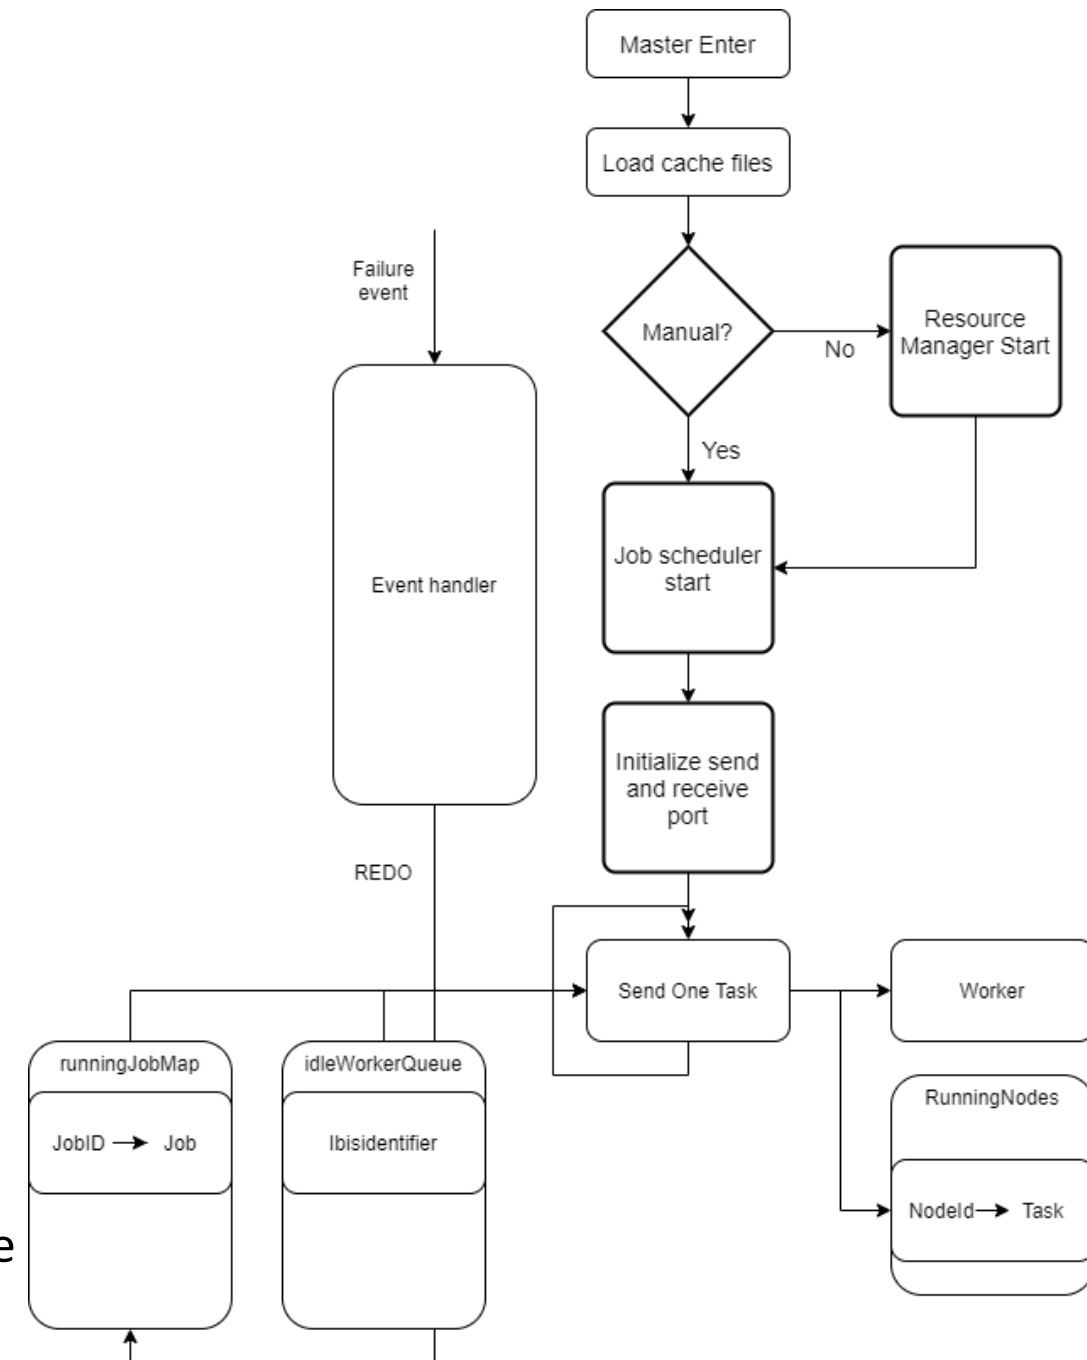 Master Enter
Load cache files
Failure
event
Manual?
No
Resource
Manager Start
Yes
Event handler
Job scheduler
start
Initialize send
and receive
port
REDO
Send One Task
Worker
runningJobMap
JobID
Job
idleWorkerQueue
Ibisidentifier
RunningNodes
NodeId
Task
e